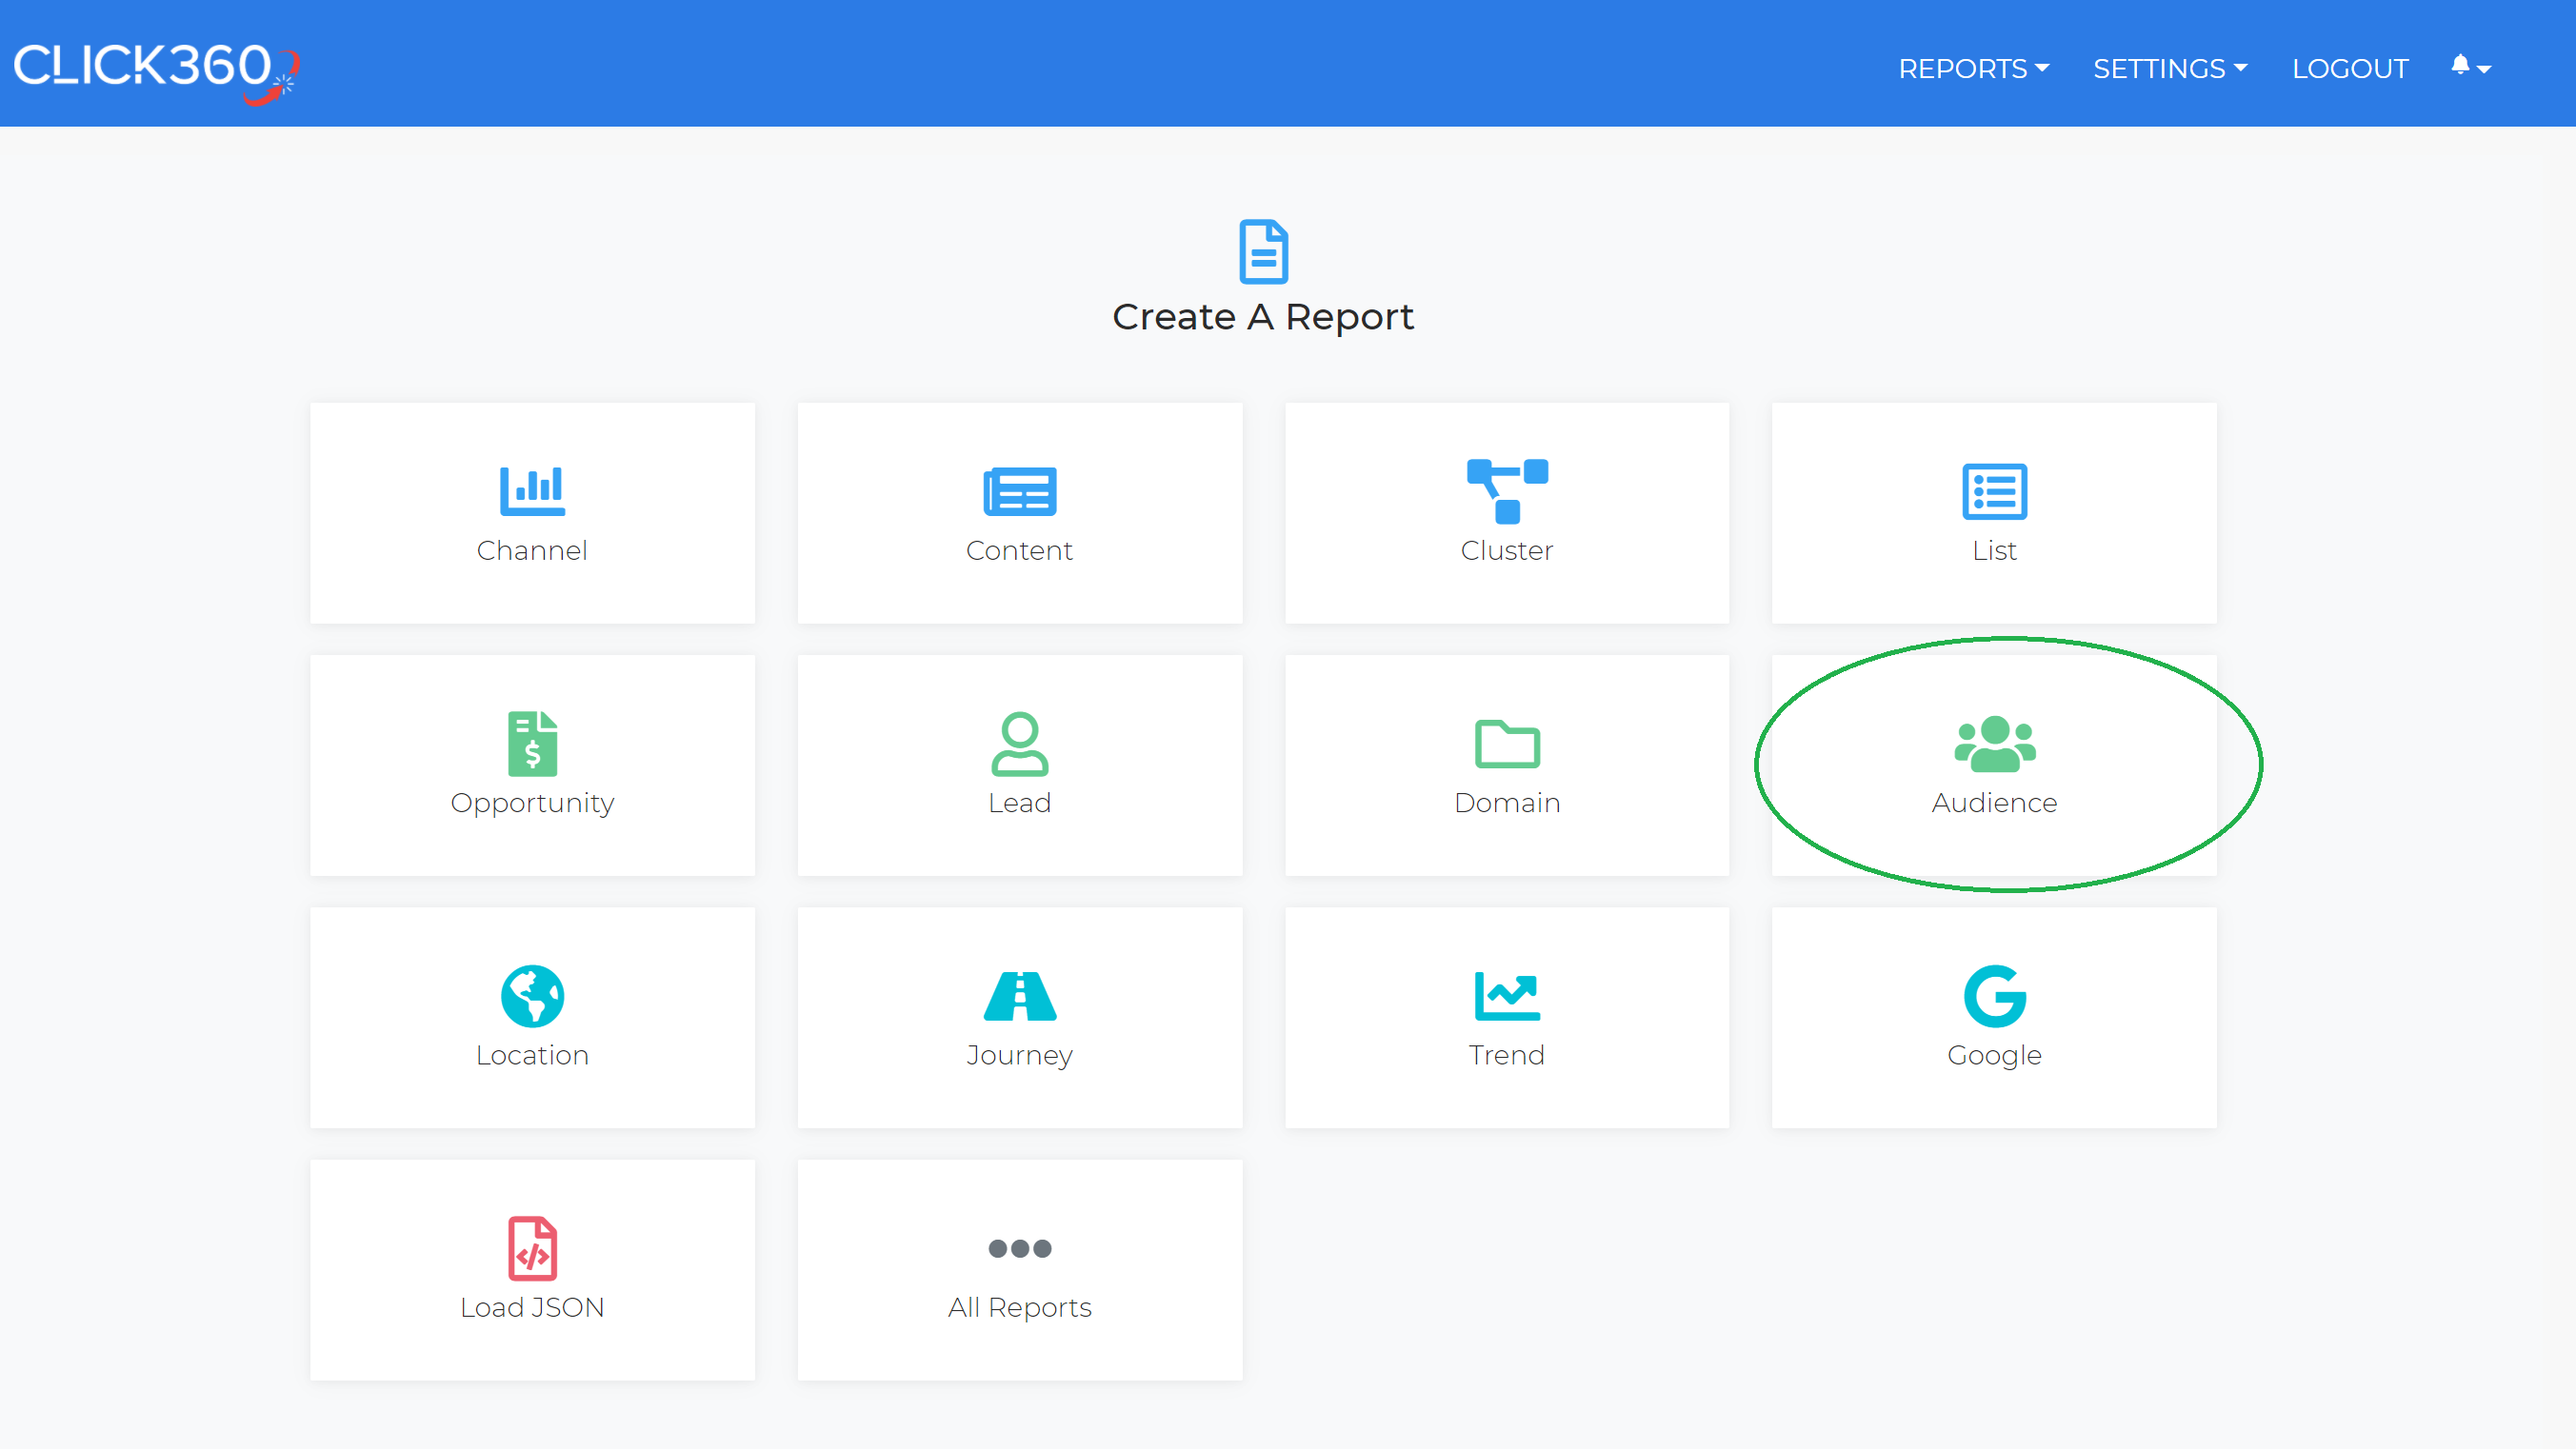 CLICK360
REPORTS SETTINGS LOGOUT
Create A Report
Channel Content Cluster List
Opportunity Lead Domain Audience
Location Journey Trend Google
Load JSON All Reports